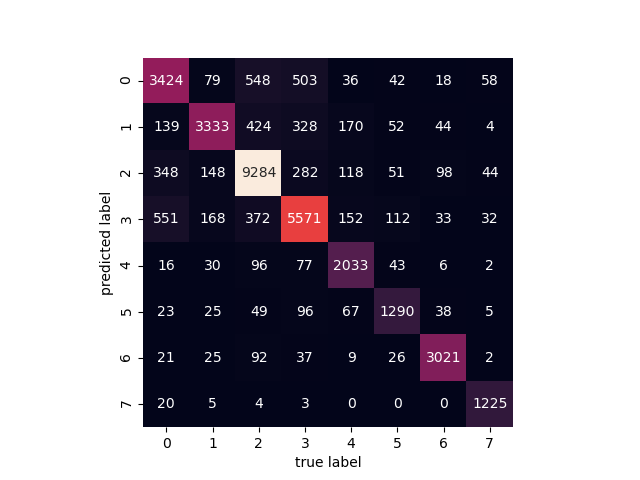 0 3424 79 548 503 36 42 18 58
1 139 3333 424 328 170 52 44 4
2 348 148 9284 282 118 51 98 44
3 551 168 372 5571 152 112 33 32
4 16 30 96 77 2033 43 6 2
5 23 25 49 96 67 1290 38 5
6 21 25 92 37 9 26 3021 2
7 20 5 4 3 0 0 0 1225
0 1 2 3 4 5 6 7
true label
predicted label